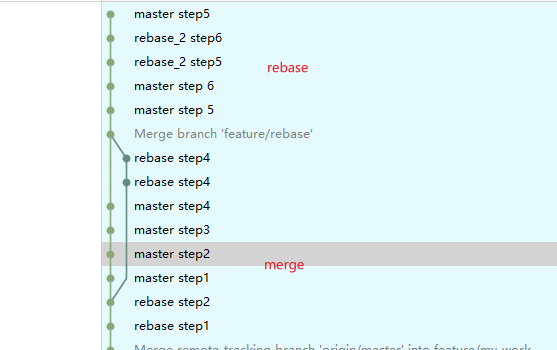 master step5
rebase_2 step6
rebase_2 step5
rebase
master step 6
master step 5
Merge branch 'feature/rebase'
rebase step4
rebase step4
master step4
master step3
master step2
merge
master step1
rebase step2
rebase step1
Merge remote-tracking branch 'origin/master' into feature/my-work